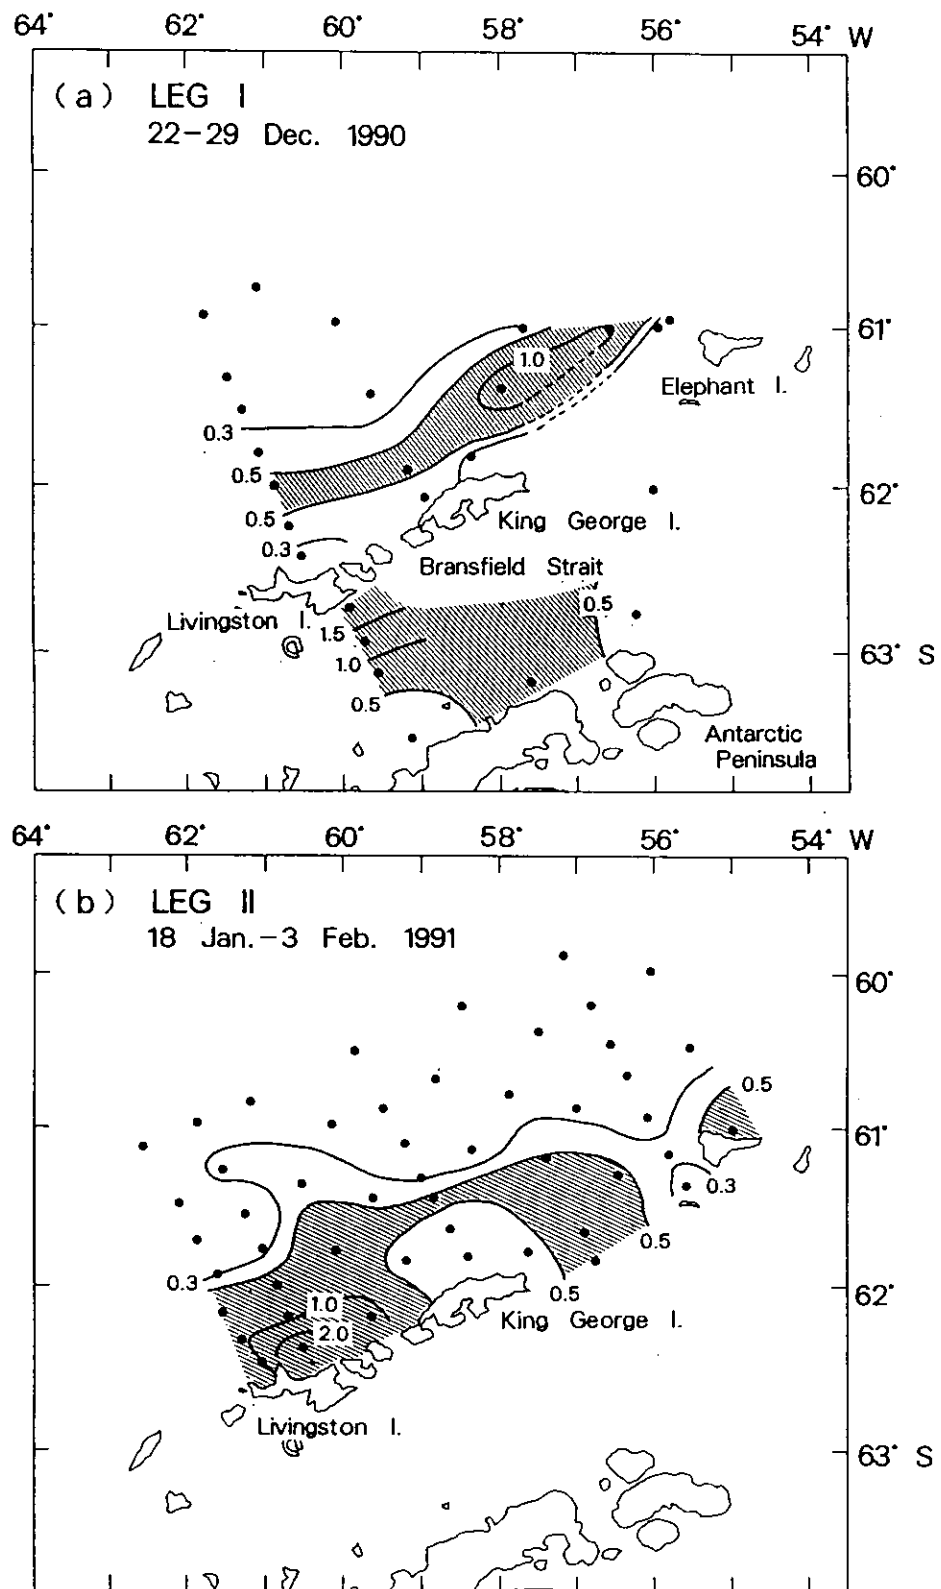 64° 62° 60° 58° 56° 54° W
(a) LEG I
22-29 Dec. 1990
60°
61°
1.0
Elephant I.
0.3
0.5
62°
0.5
King George I.
0.3
Bransfield Strait
0.5
Livingston I.
1.5
1.0
63° S
0.5
Antarctic
Peninsula
64° 62° 60° 58° 56° 54° W
(b) LEG II
18 Jan.-3 Feb. 1991
60°
0.5
61°
0.3
0.5
0.3
0.5
62°
1.0
King George I.
2.0
Livingston I.
63° S